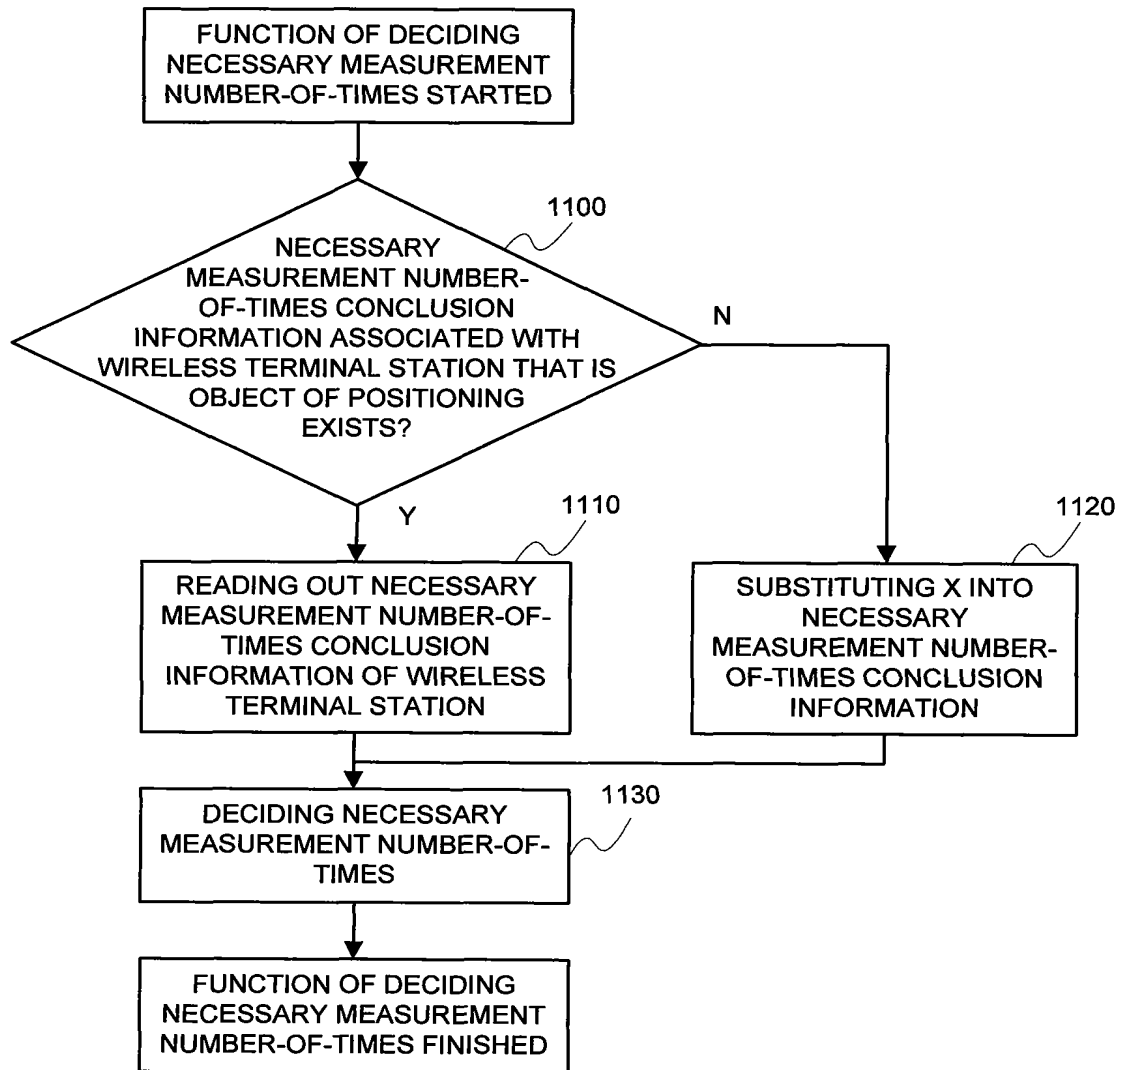 FUNCTION OF DECIDING
NECESSARY MEASUREMENT
NUMBER-OF-TIMES STARTED
1100
NECESSARY
MEASUREMENT NUMBER-
OF-TIMES CONCLUSION
INFORMATION ASSOCIATED WITH
WIRELESS TERMINAL STATION THAT IS
OBJECT OF POSITIONING
EXISTS?
N
Y
1110
READING OUT NECESSARY
MEASUREMENT NUMBER-OF-
TIMES CONCLUSION
INFORMATION OF WIRELESS
TERMINAL STATION
1120
SUBSTITUTING X INTO
NECESSARY
MEASUREMENT NUMBER-
OF-TIMES CONCLUSION
INFORMATION
1130
DECIDING NECESSARY
MEASUREMENT NUMBER-OF-
TIMES
FUNCTION OF DECIDING
NECESSARY MEASUREMENT
NUMBER-OF-TIMES FINISHED